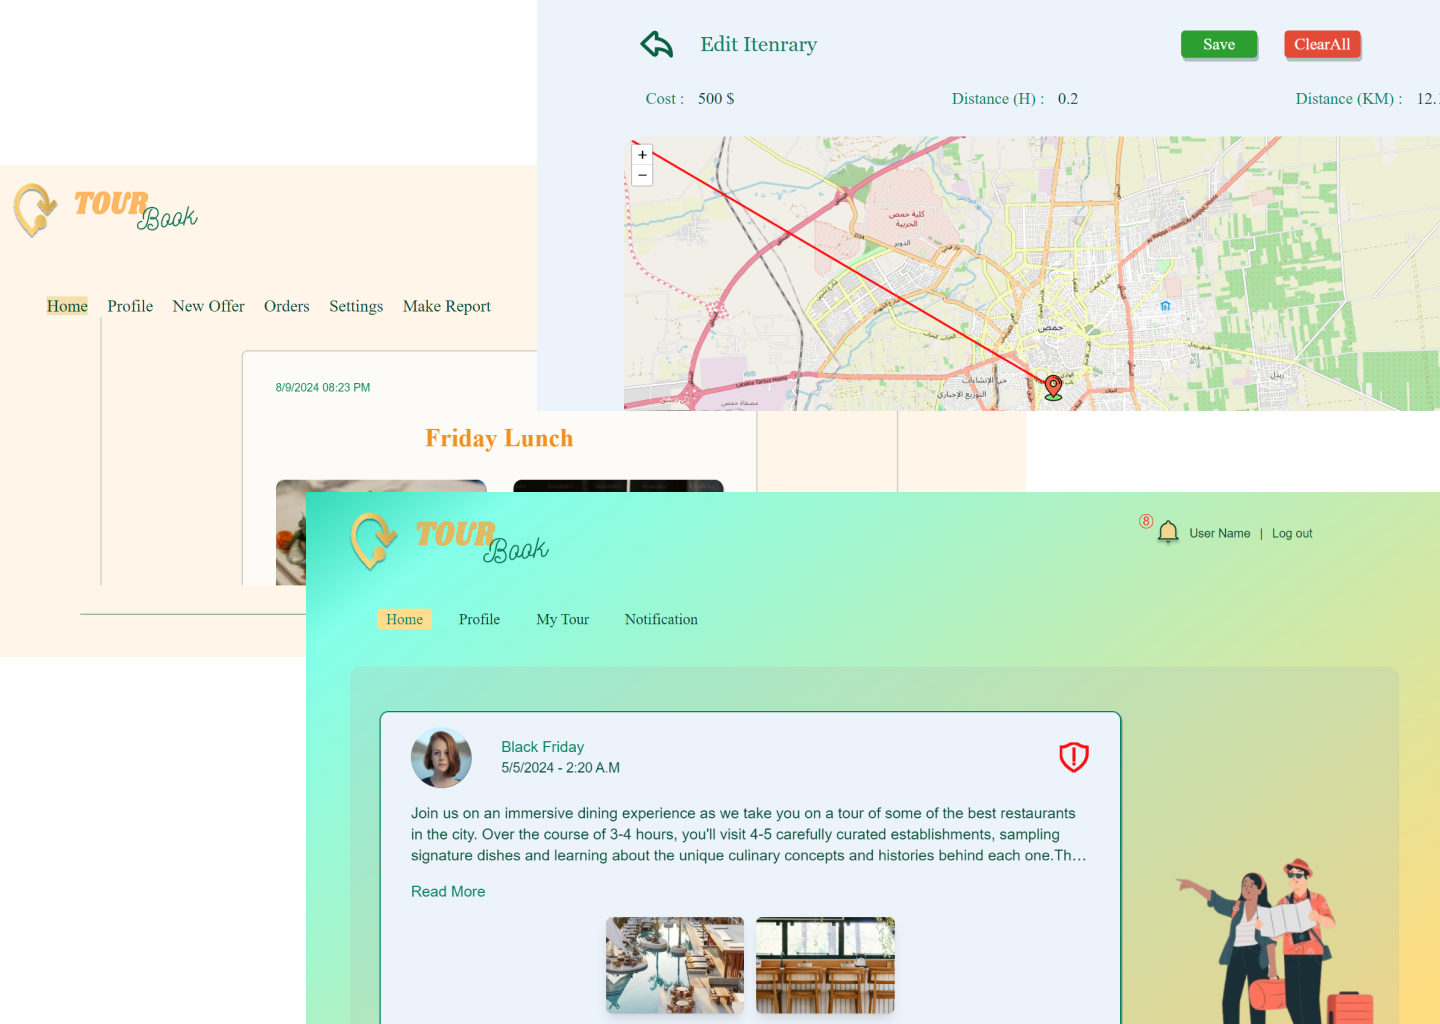 Edit Itenrary
Save
ClearAll
Cost :
500 $
Distance (H) :
0.2
Distance (KM) :
+
−
كلية حمص
الحربية
الدوير
حمص
حي الإنشاءات
التوزيع الإجباري
مصفاة حمص
زيدل
Latakia Tartus Homs
TOUR
Book
Home
Profile
New Offer
Orders
Settings
Make Report
8/9/2024 08:23 PM
Friday Lunch
TOUR
Book
8
User Name | Log out
Home
Profile
My Tour
Notification
Black Friday
5/5/2024 - 2:20 A.M
Join us on an immersive dining experience as we take you on a tour of some of the best restaurants
in the city. Over the course of 3-4 hours, you'll visit 4-5 carefully curated establishments, sampling
signature dishes and learning about the unique culinary concepts and histories behind each one.Th…
Read More